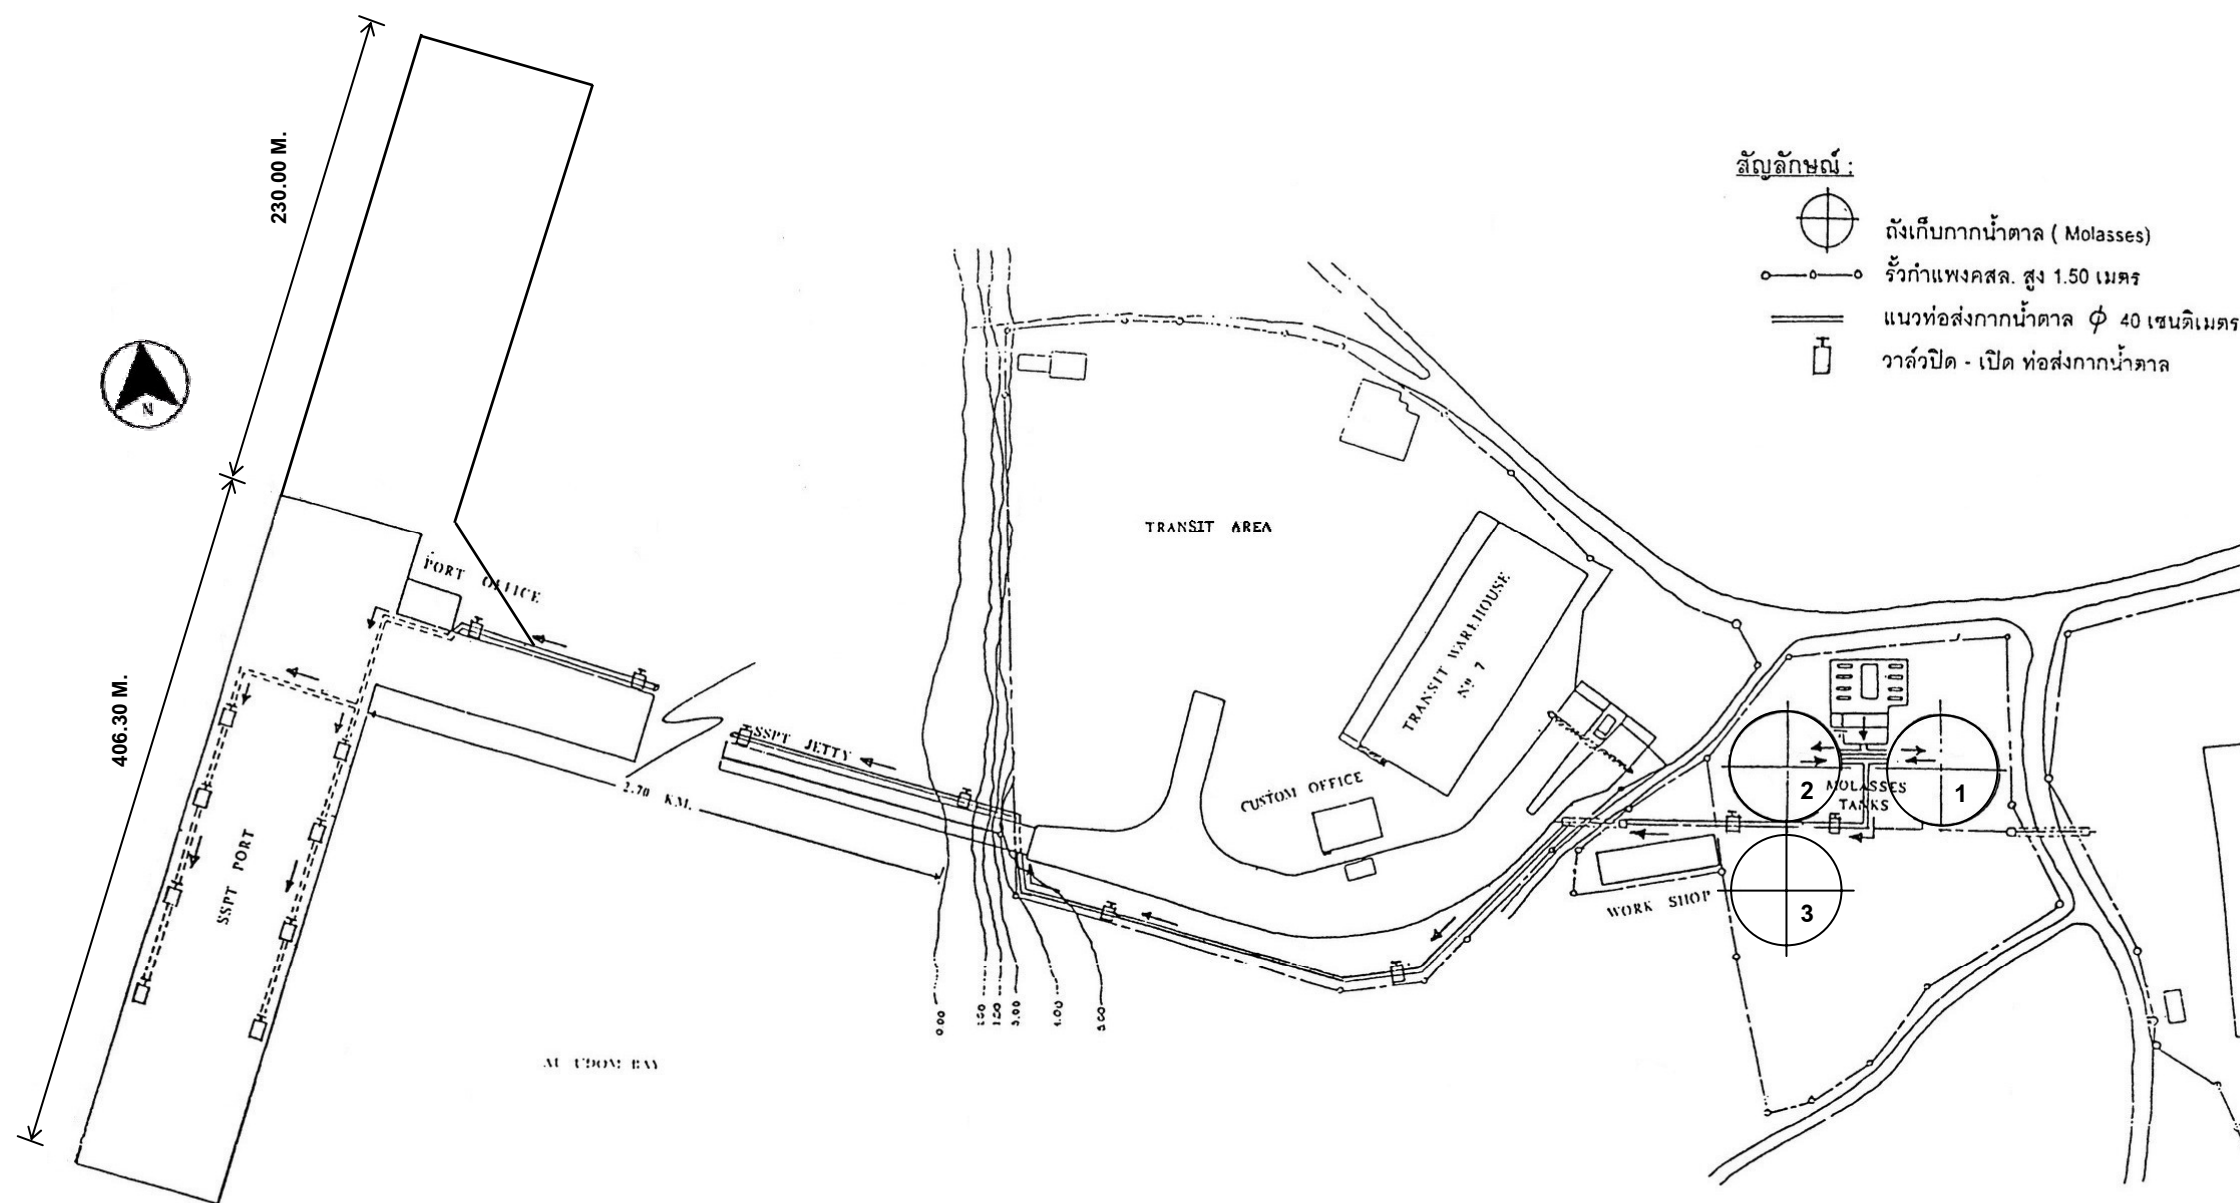 230.00 M.
สัญลักษณ์ :
ถังเก็บกากน้ำตาล ( Molasses)
รั้วกำแพงคสล. สูง 1.50 เมตร
แนวท่อส่งกากน้ำตาล ϕ 40 เซนติเมตร
วาล์วปิด - เปิด ท่อส่งกากน้ำตาล
N
TRANSIT AREA
PORT OFFICE
TRANSIT WAREHOUSE
Nº 7
406.30 M.
SSPT JETTY
2.70 KM.
CUSTOM OFFICE
2
MOLASSES
TANKS
1
SSPT PORT
WORK SHOP
3
0.00
3.00
4.00
5.00
UDOM BAY